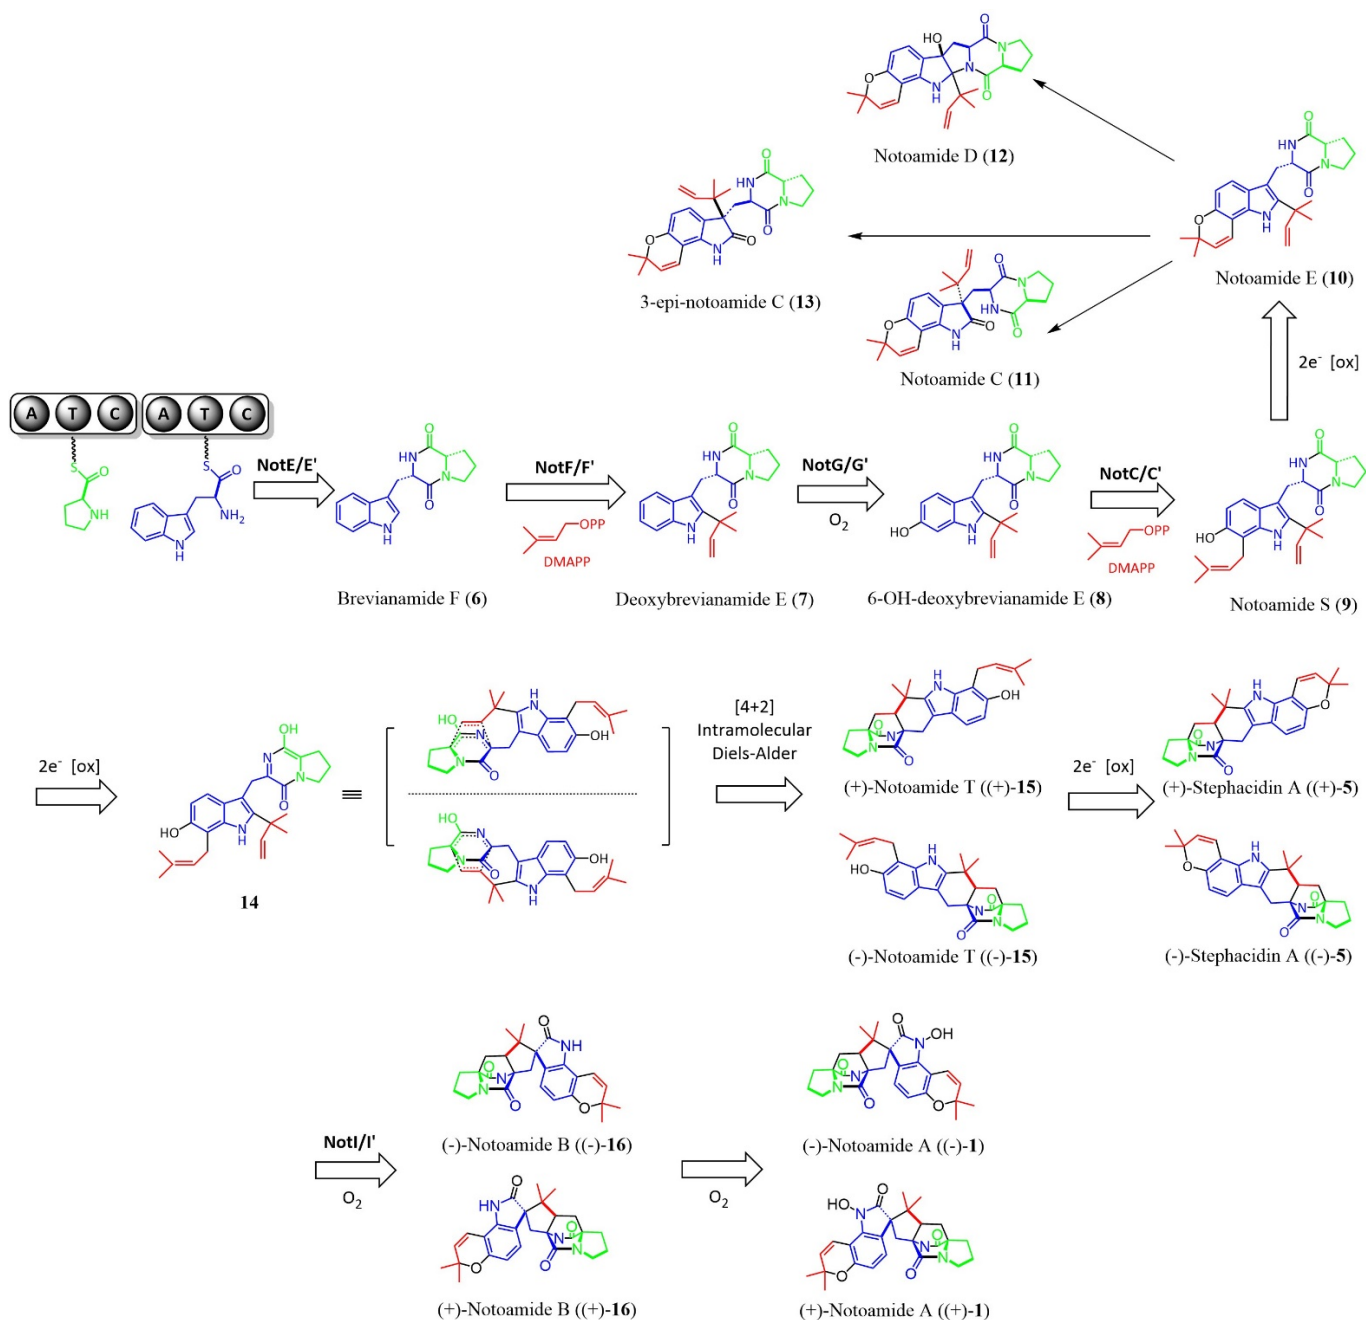 Notoamide D (12)
3-epi-notoamide C (13)
Notoamide C (11)
Notoamide E (10)
2e⁻ [ox]
A T C A T C
NotE/E'
NotF/F'
OPP
DMAPP
NotG/G'
O₂
NotC/C'
OPP
DMAPP
Brevianamide F (6)
Deoxybrevianamide E (7)
6-OH-deoxybrevianamide E (8)
Notoamide S (9)
2e⁻ [ox]
14
≡
[4+2]
Intramolecular
Diels-Alder
(+)-Notoamide T ((+)-15)
2e⁻ [ox]
(+)-Stephacidin A ((+)-5)
(-)-Notoamide T ((-)-15)
(-)-Stephacidin A ((-)-5)
NotI/I'
O₂
(-)-Notoamide B ((-)-16)
O₂
(-)-Notoamide A ((-)-1)
(+)-Notoamide B ((+)-16)
(+)-Notoamide A ((+)-1)